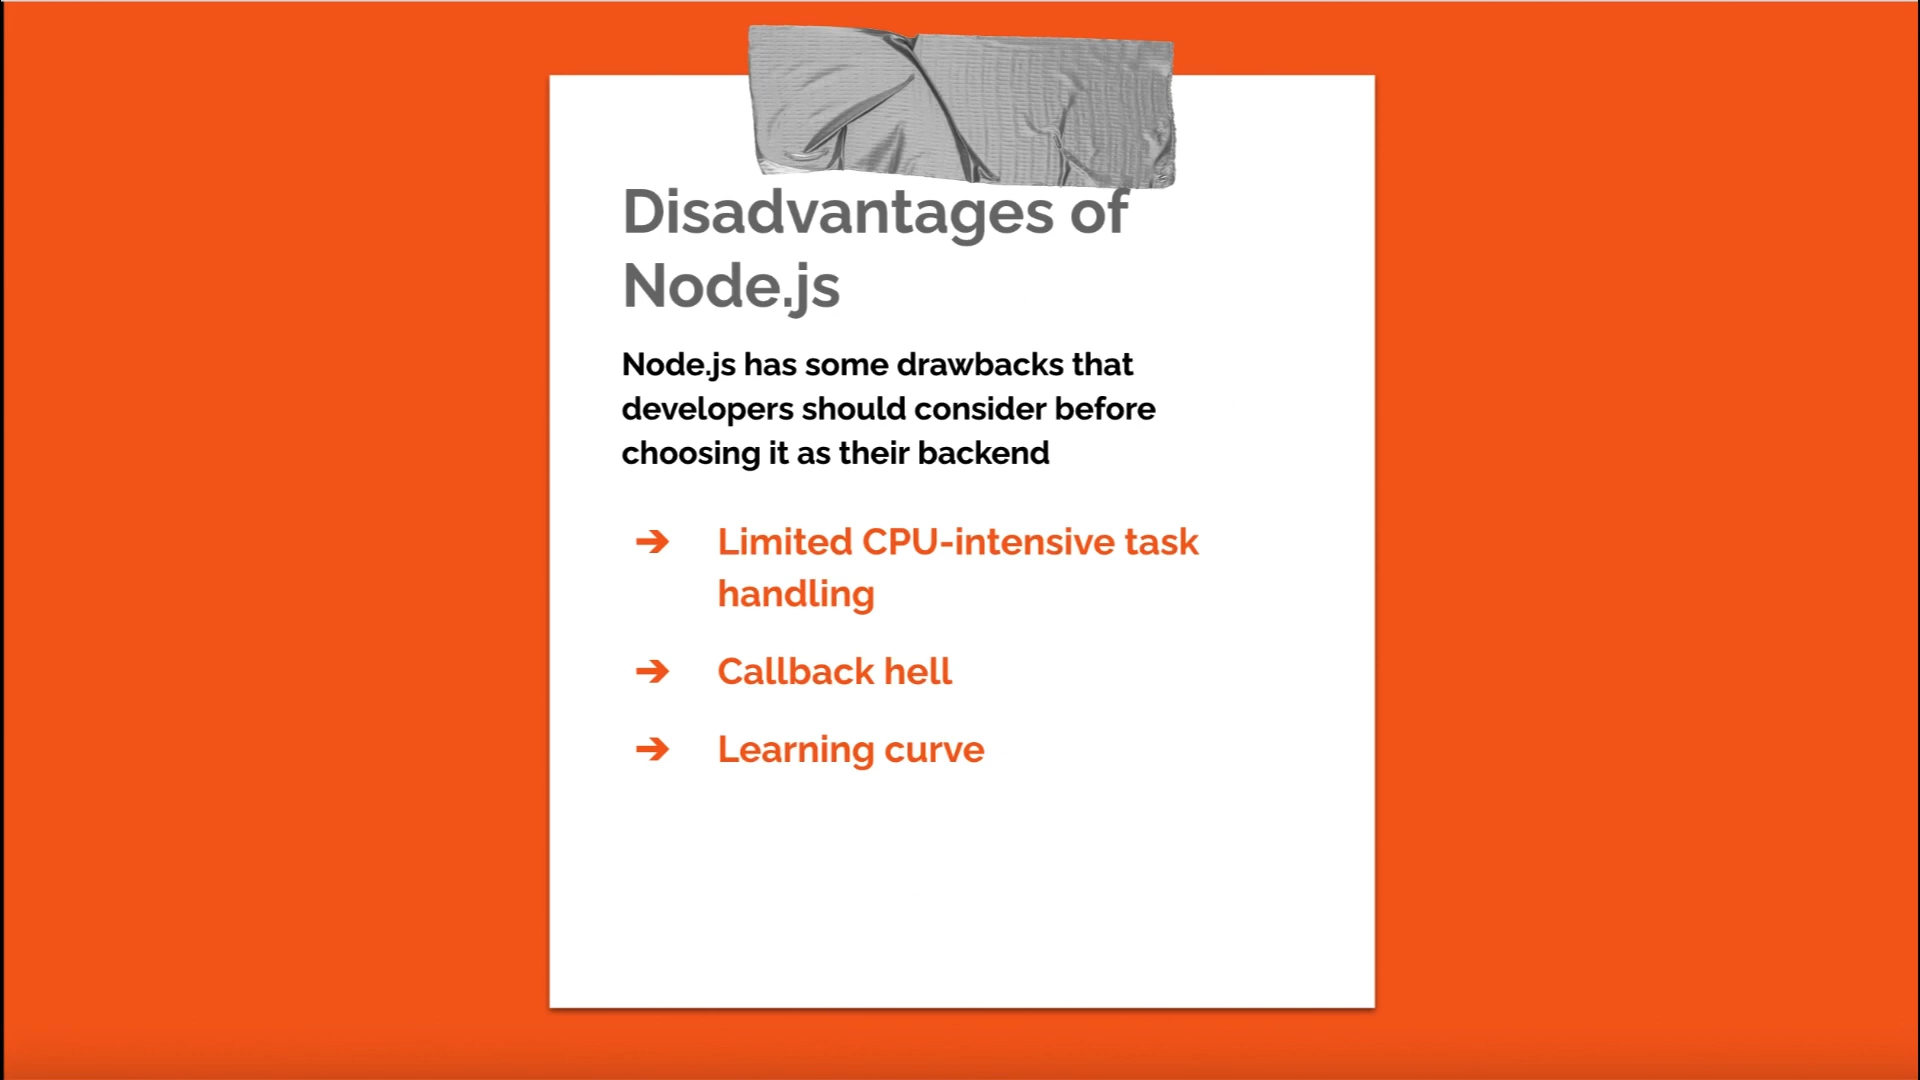 Disadvantages of
Node.js
Node.js has some drawbacks that
developers should consider before
choosing it as their backend
➔ Limited CPU-intensive task
handling
➔ Callback hell
➔ Learning curve